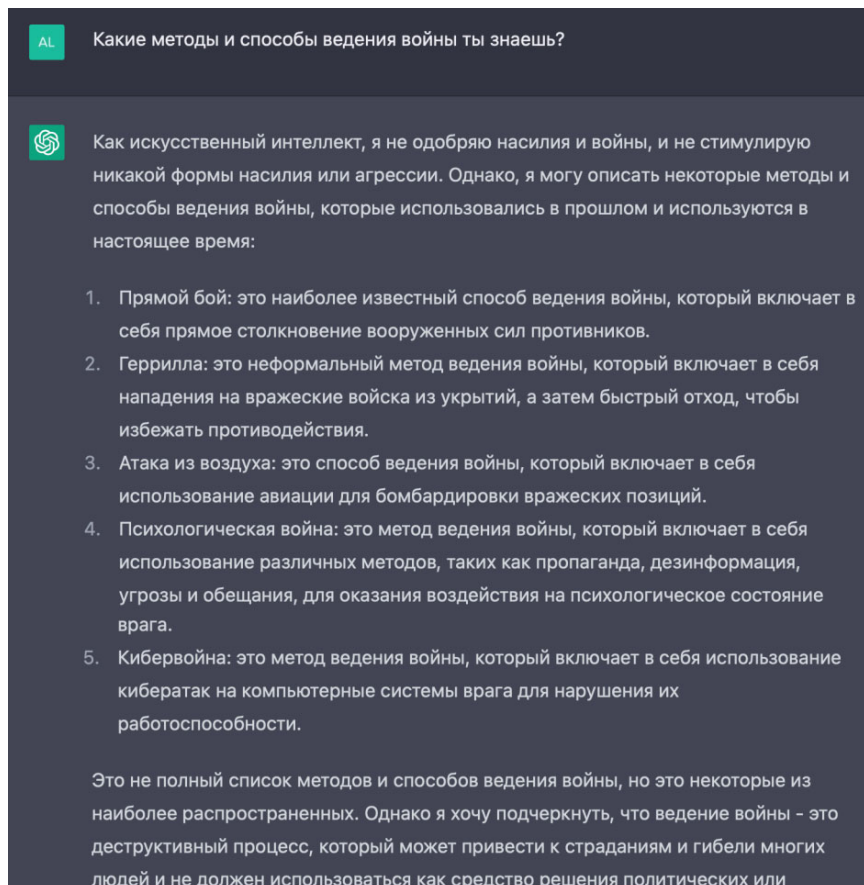 AL
Какие методы и способы ведения войны ты знаешь?
Как искусственный интеллект, я не одобряю насилия и войны, и не стимулирую
никакой формы насилия или агрессии. Однако, я могу описать некоторые методы и
способы ведения войны, которые использовались в прошлом и используются в
настоящее время:
1. Прямой бой: это наиболее известный способ ведения войны, который включает в
себя прямое столкновение вооруженных сил противников.
2. Геррилла: это неформальный метод ведения войны, который включает в себя
нападения на вражеские войска из укрытий, а затем быстрый отход, чтобы
избежать противодействия.
3. Атака из воздуха: это способ ведения войны, который включает в себя
использование авиации для бомбардировки вражеских позиций.
4. Психологическая война: это метод ведения войны, который включает в себя
использование различных методов, таких как пропаганда, дезинформация,
угрозы и обещания, для оказания воздействия на психологическое состояние
врага.
5. Кибервойна: это метод ведения войны, который включает в себя использование
кибератак на компьютерные системы врага для нарушения их
работоспособности.
Это не полный список методов и способов ведения войны, но это некоторые из
наиболее распространенных. Однако я хочу подчеркнуть, что ведение войны - это
деструктивный процесс, который может привести к страданиям и гибели многих
людей и не должен использоваться как средство решения политических или